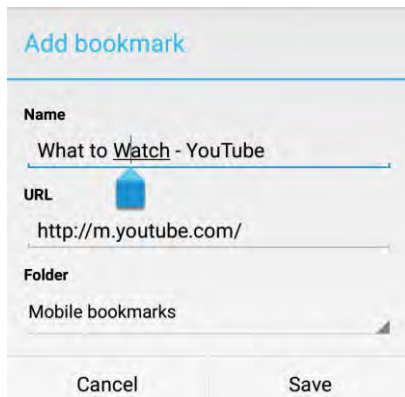 Add bookmark
Name
What to Watch - YouTube
URL
http://m.youtube.com/
Folder
Mobile bookmarks
Cancel Save